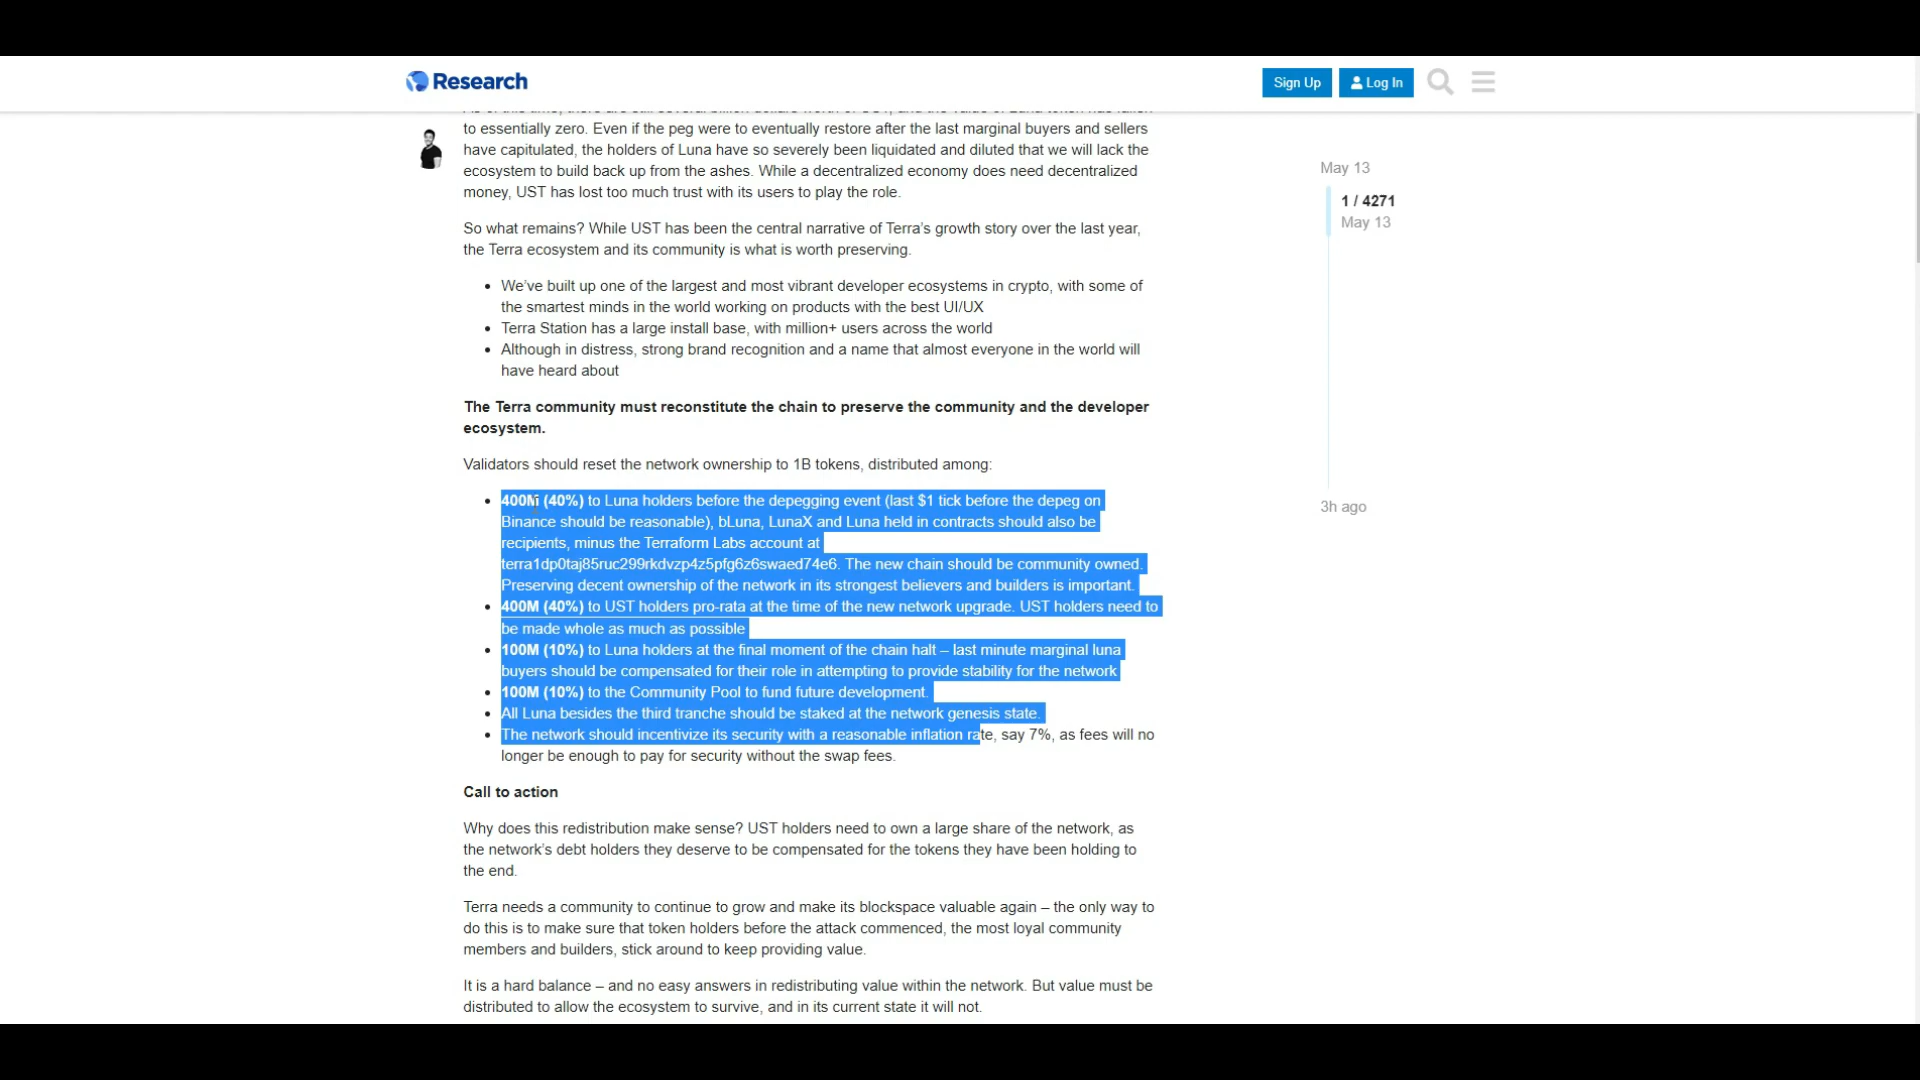 Research
Sign Up
Log In
to essentially zero. Even if the peg were to eventually restore after the last marginal buyers and sellers
have capitulated, the holders of Luna have so severely been liquidated and diluted that we will lack the
ecosystem to build back up from the ashes. While a decentralized economy does need decentralized
money, UST has lost too much trust with its users to play the role.
So what remains? While UST has been the central narrative of Terra’s growth story over the last year,
the Terra ecosystem and its community is what is worth preserving.
We’ve built up one of the largest and most vibrant developer ecosystems in crypto, with some of
the smartest minds in the world working on products with the best UI/UX
Terra Station has a large install base, with million+ users across the world
Although in distress, strong brand recognition and a name that almost everyone in the world will
have heard about
The Terra community must reconstitute the chain to preserve the community and the developer
ecosystem.
Validators should reset the network ownership to 1B tokens, distributed among:
400M (40%) to Luna holders before the depegging event (last $1 tick before the depeg on
Binance should be reasonable), bLuna, LunaX and Luna held in contracts should also be
recipients, minus the Terraform Labs account at
terra1dp0taj85ruc299rkdvzp4z5pfg6z6swaed74e6. The new chain should be community owned.
Preserving decent ownership of the network in its strongest believers and builders is important.
400M (40%) to UST holders pro-rata at the time of the new network upgrade. UST holders need to
be made whole as much as possible
100M (10%) to Luna holders at the final moment of the chain halt – last minute marginal luna
buyers should be compensated for their role in attempting to provide stability for the network
100M (10%) to the Community Pool to fund future development.
All Luna besides the third tranche should be staked at the network genesis state.
The network should incentivize its security with a reasonable inflation rate, say 7%, as fees will no
longer be enough to pay for security without the swap fees.
Call to action
Why does this redistribution make sense? UST holders need to own a large share of the network, as
the network’s debt holders they deserve to be compensated for the tokens they have been holding to
the end.
Terra needs a community to continue to grow and make its blockspace valuable again – the only way to
do this is to make sure that token holders before the attack commenced, the most loyal community
members and builders, stick around to keep providing value.
It is a hard balance – and no easy answers in redistributing value within the network. But value must be
distributed to allow the ecosystem to survive, and in its current state it will not.
May 13
1 / 4271
May 13
3h ago